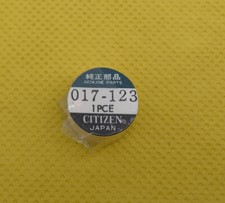 純正部品
GENUINE PARTS
017-123
1PCE
CITIZEN
JAPAN